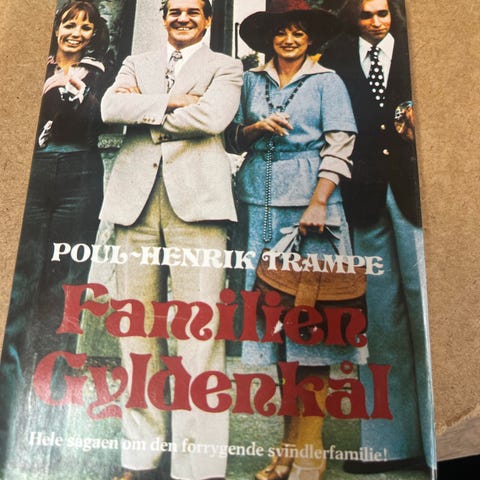 POUL-HENRIK TRAMPE
Familien
Gyldenkål
Hele sagaen om den forrygende svindlerfamilie!